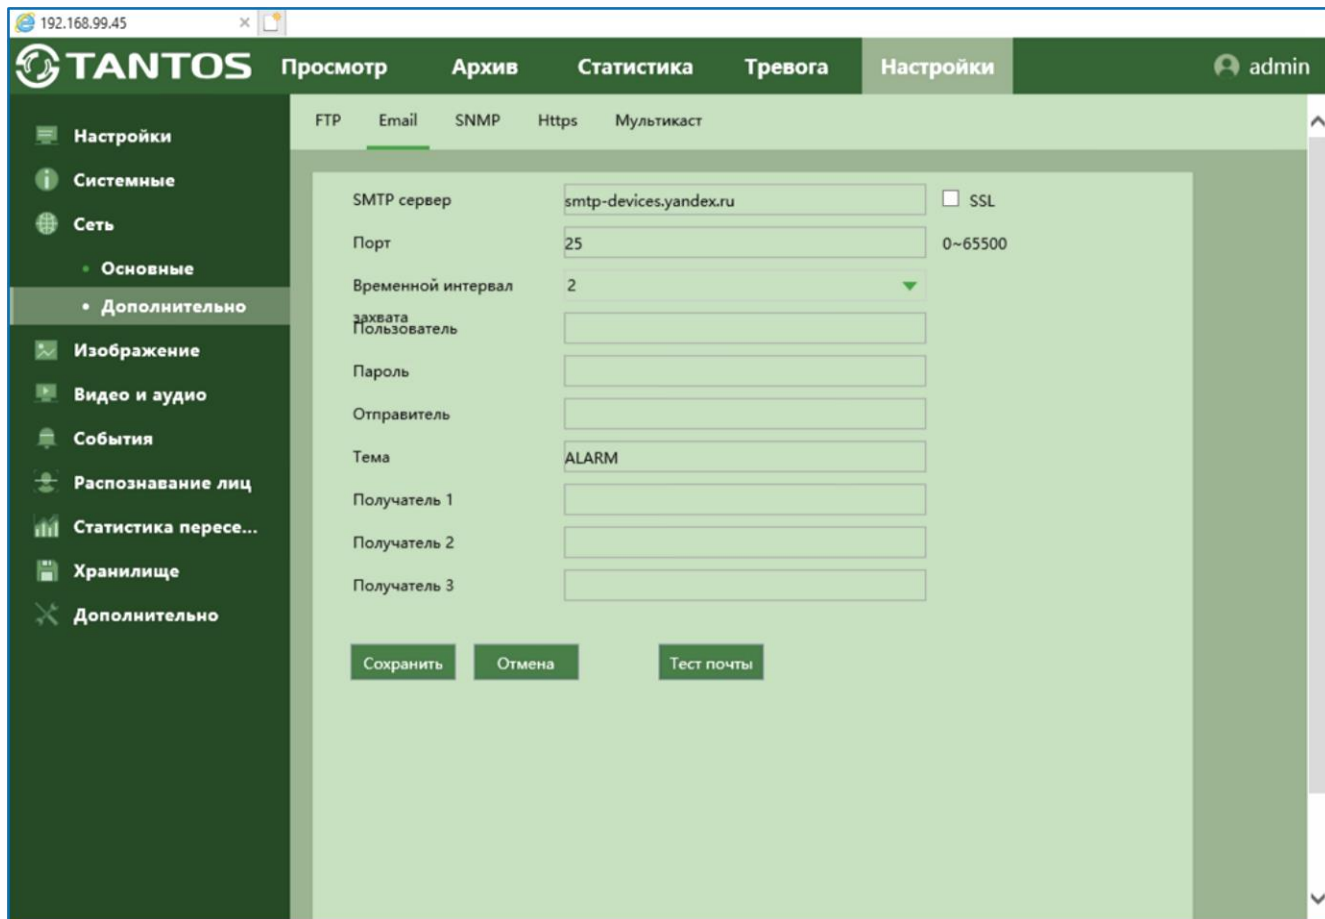 192.168.99.45
TANTOS Просмотр Архив Статистика Тревога Настройки admin
Настройки
Системные
Сеть
Основные
Дополнительно
Изображение
Видео и аудио
События
Распознавание лиц
Статистика пересе...
Хранилище
Дополнительно
FTP Email SNMP Https Мультикаст
SMTP сервер smtp-devices.yandex.ru SSL
Порт 25 0~65500
Временной интервал 2
захвата
Пользователь
Пароль
Отправитель
Тема ALARM
Получатель 1
Получатель 2
Получатель 3
Сохранить Отмена Тест почты